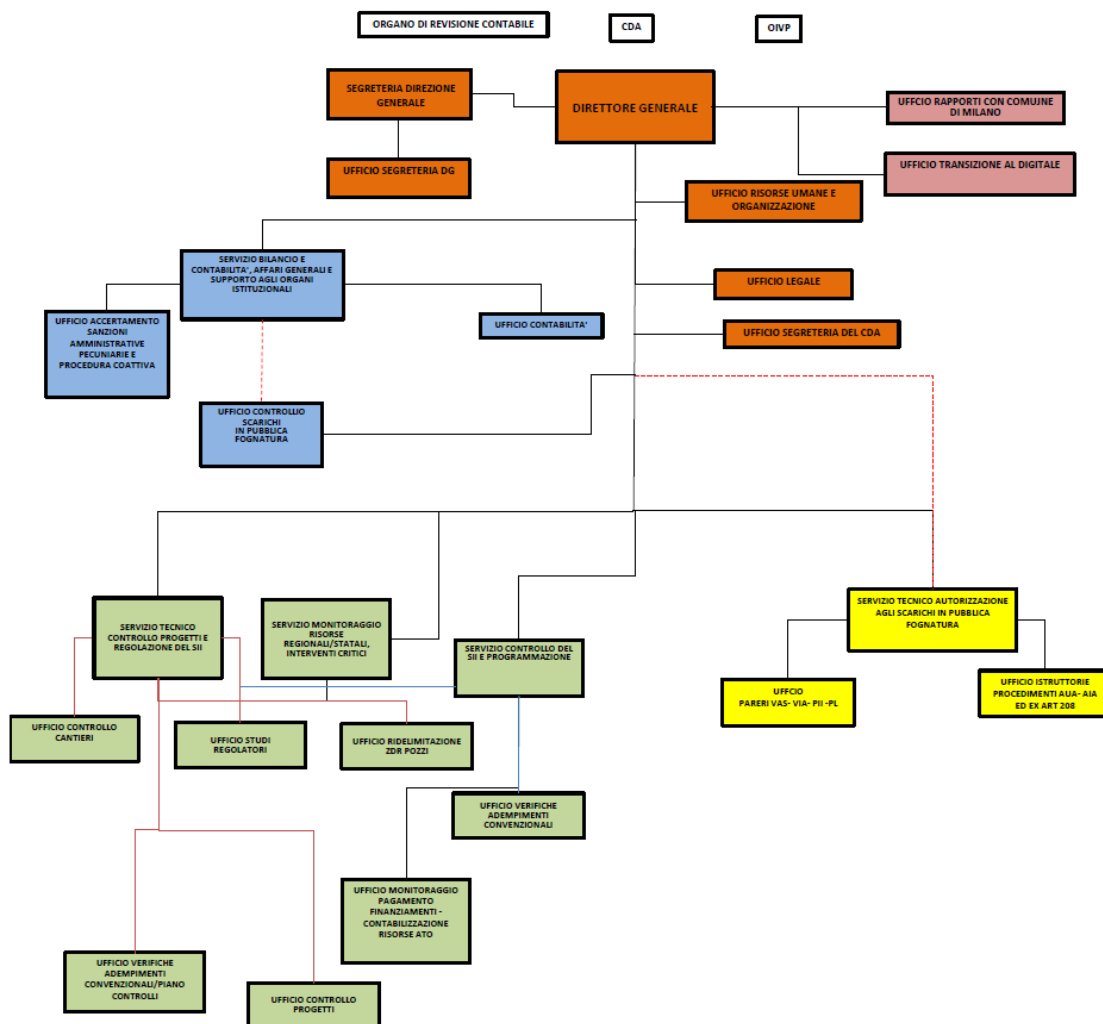 ORGANO DI REVISIONE CONTABILE
CDA
OIVP
SEGRETERIA DIREZIONE
GENERALE
DIRETTORE GENERALE
UFFCIO RAPPORTI CON COMUJNE
DI MILANO
UFFICIO SEGRETERIA DG
UFFICIO TRANSIZIONE AL DIGITALE
UFFICIO RISORSE UMANE E
ORGANIZZAZIONE
SERVIZIO BILANCIO E
CONTABILITA', AFFARI GENERALI E
SUPPORTO AGLI ORGANI
ISTITUZIONALI
UFFICIO LEGALE
UFFICIO ACCERTAMENTO
SANZIONI
AMMINISTRATIVE
PECUNIARIE E
PROCEDURA COATTIVA
UFFICIO CONTABILITA'
UFFICIO SEGRETERIA DEL CDA
UFFICIO CONTROLLIO
SCARICHI
IN PUBBLICA
FOGNATURA
SERVIZIO TECNICO
CONTROLLO PROGETTI E
REGOLAZIONE DEL SII
SERVIZIO MONITORAGGIO
RISORSE
REGIONALI/STATALI,
INTERVENTI CRITICI
SERVIZIO CONTROLLO DEL
SII E PROGRAMMAZIONE
SERVIZIO TECNICO AUTORIZZAZIONE
AGLI SCARICHI IN PUBBLICA
FOGNATURA
UFFCIO
PARERI VAS- VIA- PII -PL
UFFICIO ISTRUTTORIE
PROCEDIMENTI AUA- AIA
ED EX ART 208
UFFICIO CONTROLLO
CANTIERI
UFFICIO STUDI
REGOLATORI
UFFICIO RIDELIMITAZIONE
ZDR POZZI
UFFICIO VERIFICHE
ADEMPIMENTI
CONVENZIONALI
UFFICIO MONITORAGGIO
PAGAMENTO
FINANZIAMENTI -
CONTABILIZZAZIONE
RISORSE ATO
UFFICIO VERIFICHE
ADEMPIMENTI
CONVENZIONALI/PIANO
CONTROLLI
UFFICIO CONTROLLO
PROGETTI